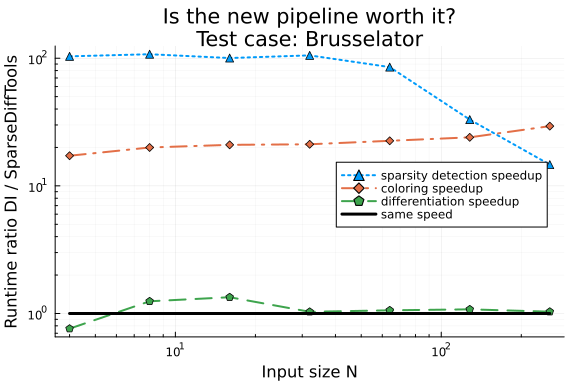 Is the new pipeline worth it?
Test case: Brusselator
Runtime ratio DI / SparseDiffTools
10²
10¹
10⁰
sparsity detection speedup
coloring speedup
differentiation speedup
same speed
10¹
10²
Input size N